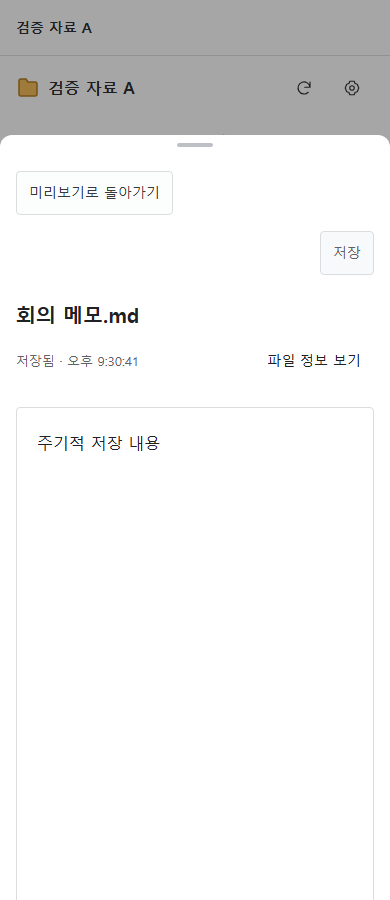 검증 자료 A
검증 자료 A
미리보기로 돌아가기
저장
회의 메모.md
저장됨 · 오후 9:30:41
파일 정보 보기
주기적 저장 내용